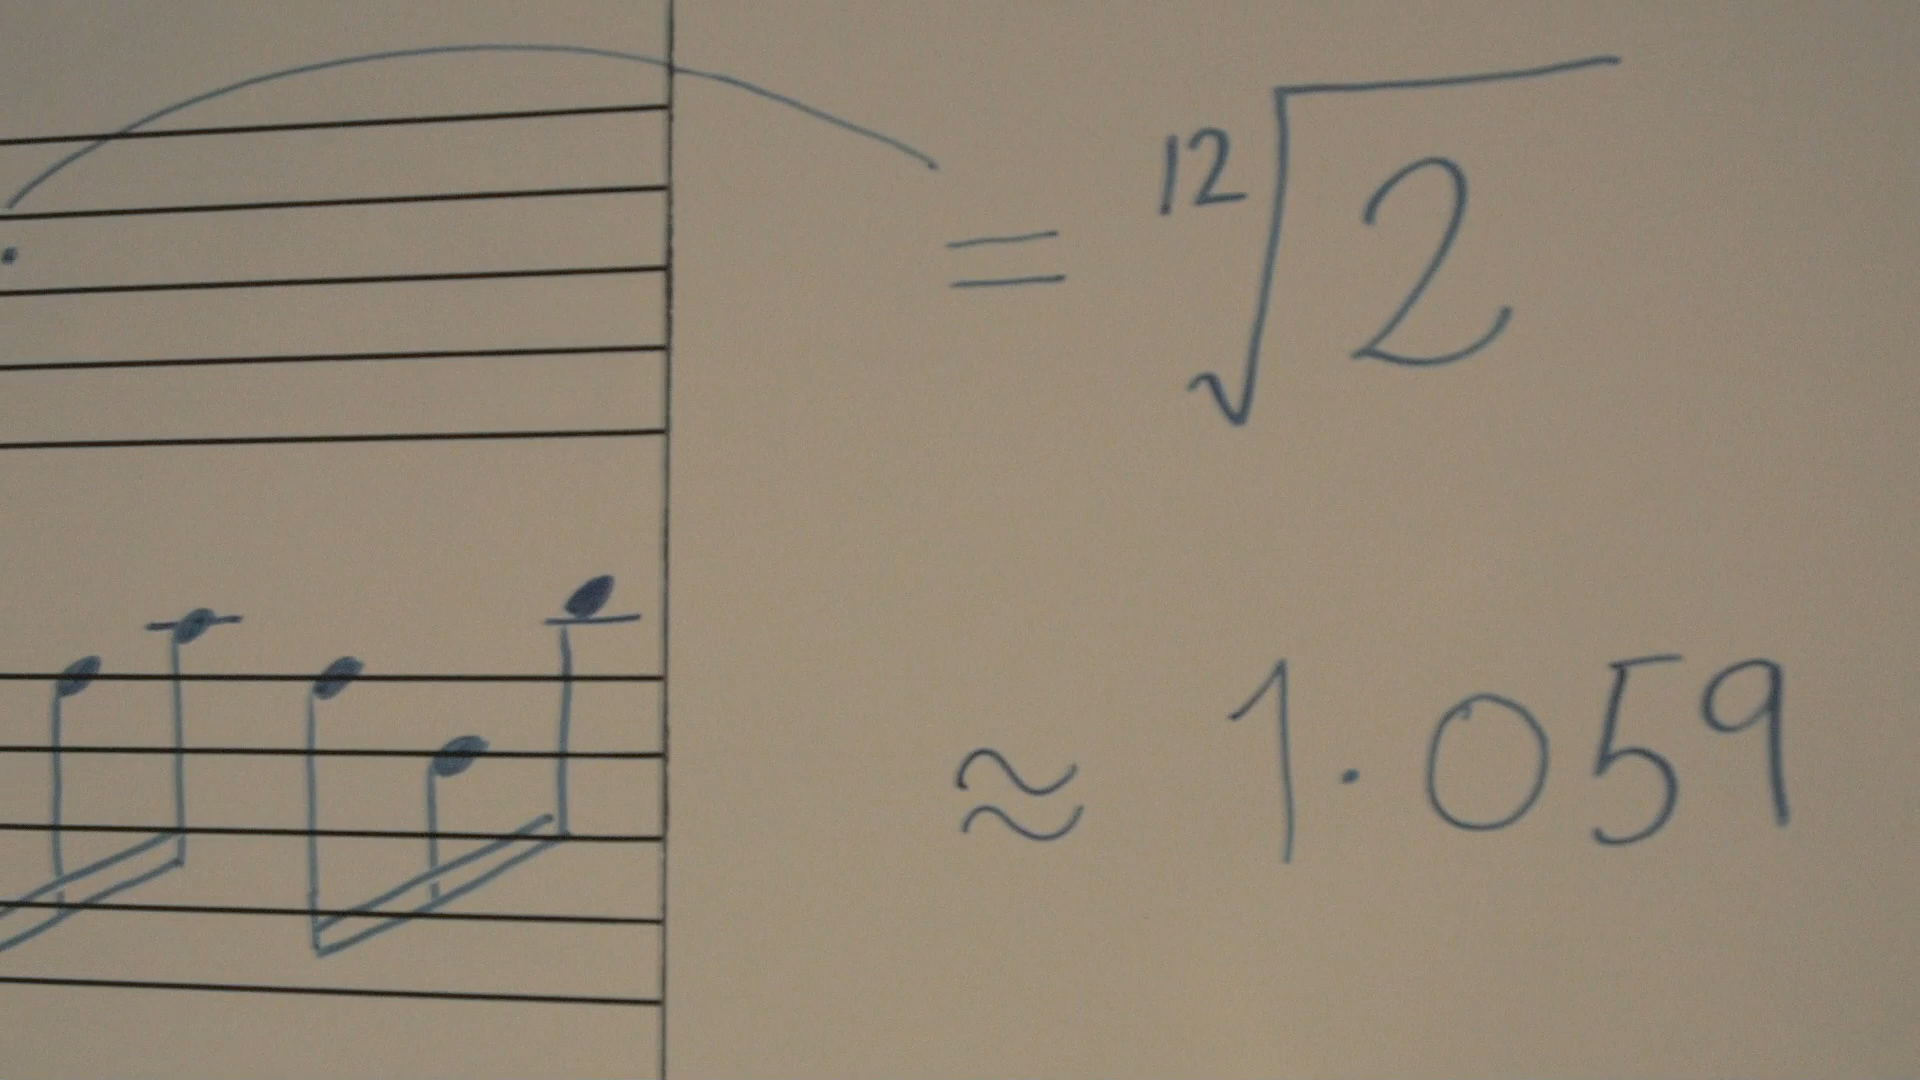 = ¹²√2
≈ 1.059